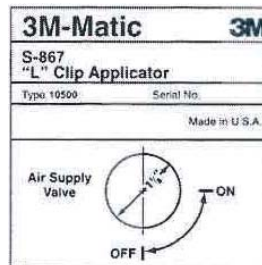 3M-Matic 3M
S-867
"L" Clip Applicator
Type 10500 Serial No.
Made in U.S.A.
Air Supply
Valve
ON
OFF